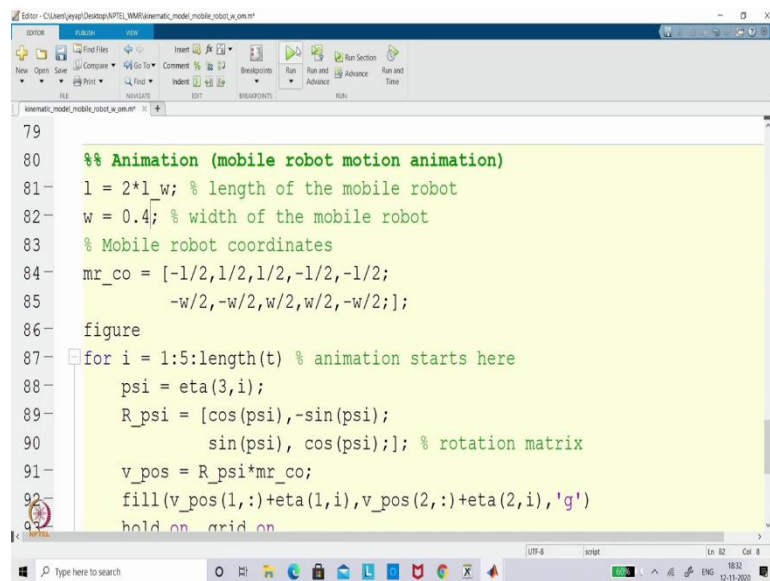 Editor - C:\Users\jeyap\Desktop\NPTEL_WMR\kinematic_model_mobile_robot_w_om.m*
EDITOR PUBLISH VIEW
New Open Save Find Files Compare Print Go To Find Insert fx Comment % Indent Breakpoints Run Run and Advance Run Section Advance Run and Time
FILE NAVIGATE EDIT BREAKPOINTS RUN
kinematic_model_mobile_robot_w_om.m* +
79
80 %% Animation (mobile robot motion animation)
81 l = 2*l_w; % length of the mobile robot
82 w = 0.4; % width of the mobile robot
83 % Mobile robot coordinates
84 mr_co = [-l/2,l/2,l/2,-l/2,-l/2;
85 -w/2,-w/2,w/2,w/2,-w/2;];
86 figure
87 for i = 1:5:length(t) % animation starts here
88 psi = eta(3,i);
89 R_psi = [cos(psi),-sin(psi);
90 sin(psi), cos(psi);]; % rotation matrix
91 v_pos = R_psi*mr_co;
92 fill(v_pos(1,:)+eta(1,i),v_pos(2,:)+eta(2,i),'g')
93 hold on, grid on
NPTEL
UTF-8 script Ln 82 Col 8
Type here to search 60% ENG 1832
12-11-2020